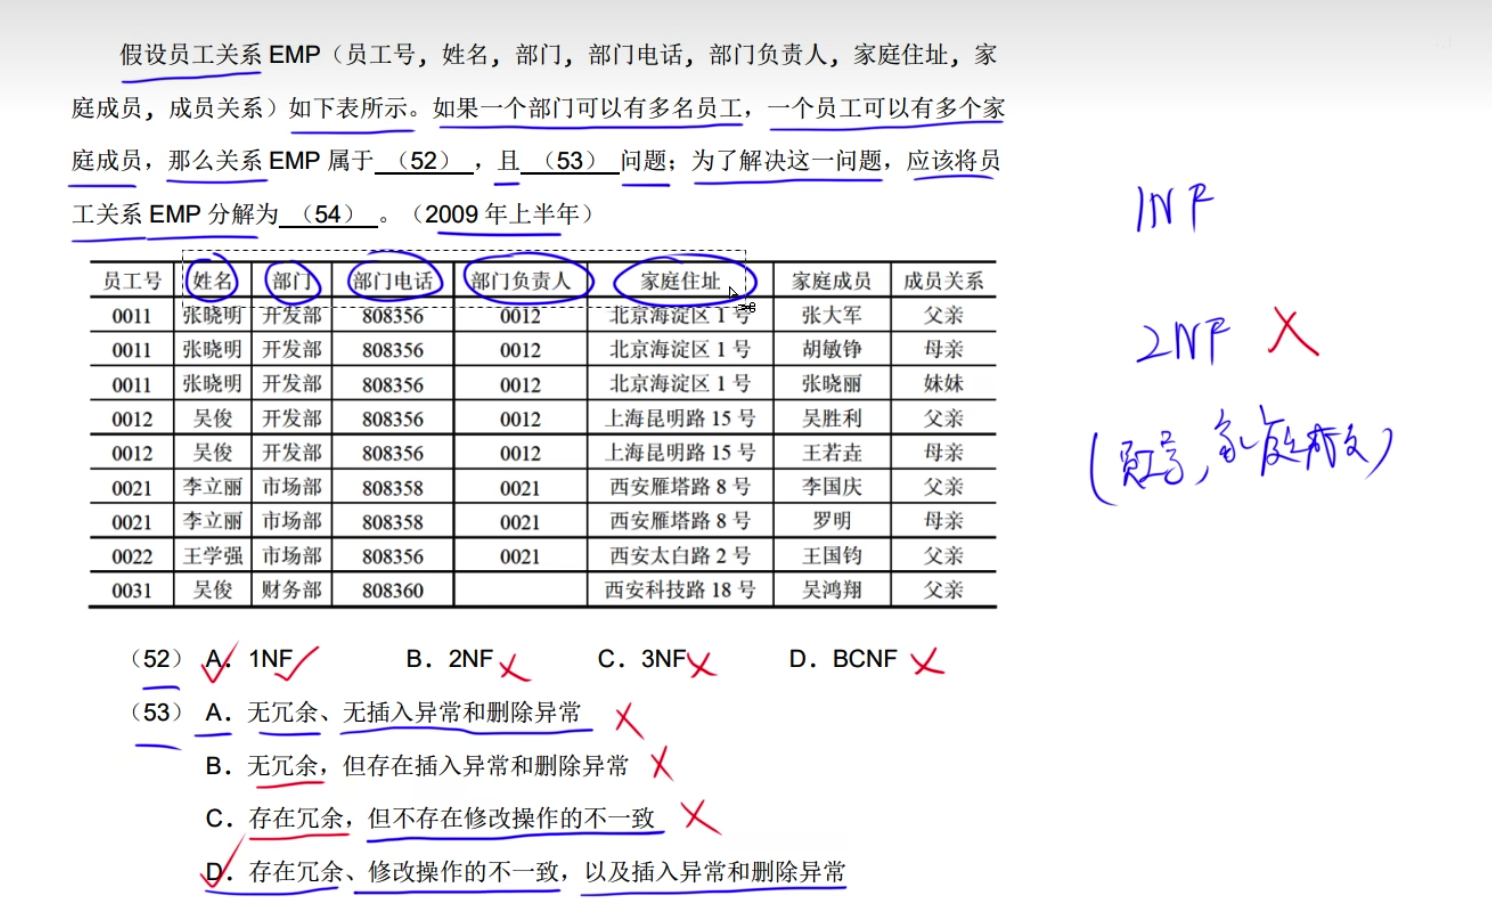 假设员工关系 EMP（员工号，姓名，部门，部门电话，部门负责人，家庭住址，家
庭成员，成员关系）如下表所示。如果一个部门可以有多名员工，一个员工可以有多个家
庭成员，那么关系 EMP 属于 （52） ，且 （53） 问题；为了解决这一问题，应该将员
工关系 EMP 分解为 （54） 。（2009 年上半年）
1NF
2NF
员工号 姓名 部门 部门电话 部门负责人 家庭住址 家庭成员 成员关系
0011 张晓明 开发部 808356 0012 北京海淀区 1 号 张大军 父亲
0011 张晓明 开发部 808356 0012 北京海淀区 1 号 胡敏铮 母亲
0011 张晓明 开发部 808356 0012 北京海淀区 1 号 张晓丽 妹妹
0012 吴俊 开发部 808356 0012 上海昆明路 15 号 吴胜利 父亲
0012 吴俊 开发部 808356 0012 上海昆明路 15 号 王若垚 母亲
0021 李立丽 市场部 808358 0021 西安雁塔路 8 号 李国庆 父亲
0021 李立丽 市场部 808358 0021 西安雁塔路 8 号 罗明 母亲
0022 王学强 市场部 808356 0021 西安太白路 2 号 王国钧 父亲
0031 吴俊 财务部 808360 西安科技路 18 号 吴鸿翔 父亲
（52） A．1NF B．2NF C．3NF D．BCNF
（53） A．无冗余、无插入异常和删除异常
B．无冗余，但存在插入异常和删除异常
C．存在冗余，但不存在修改操作的不一致
D．存在冗余、修改操作的不一致，以及插入异常和删除异常